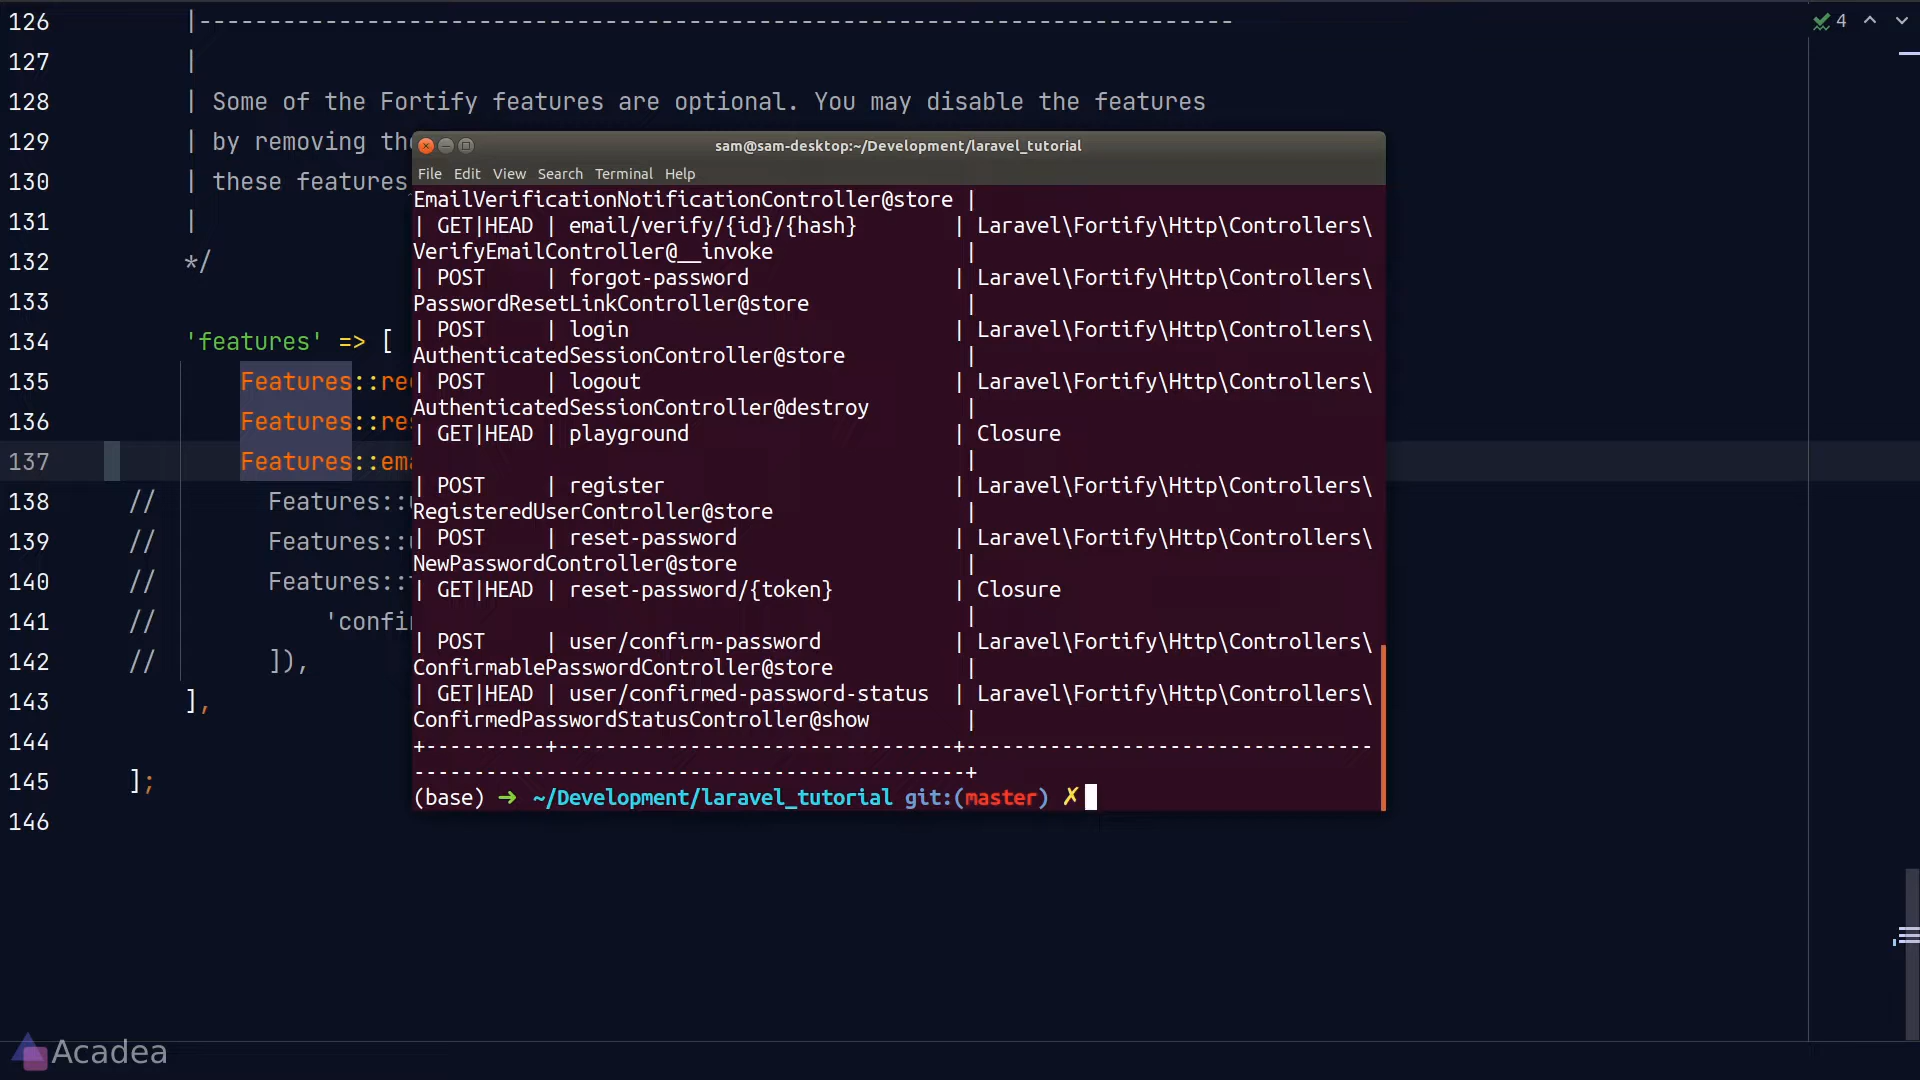 126 |--------------------------------------------------------------------------
127 |
128 | Some of the Fortify features are optional. You may disable the features
129 | by removing the
130 | these features
131 |
132 */
133
134 'features' => [
135 Features::re
136 Features::res
137 Features::ema
138 // Features::
139 // Features::
140 // Features::
141 // 'confi
142 // ]),
143 ],
144
145 ];
146
4
sam@sam-desktop:~/Development/laravel_tutorial
File Edit View Search Terminal Help
EmailVerificationNotificationController@store |
| GET|HEAD | email/verify/{id}/{hash} | Laravel\Fortify\Http\Controllers\
VerifyEmailController@__invoke |
| POST | forgot-password | Laravel\Fortify\Http\Controllers\
PasswordResetLinkController@store |
| POST | login | Laravel\Fortify\Http\Controllers\
AuthenticatedSessionController@store |
| POST | logout | Laravel\Fortify\Http\Controllers\
AuthenticatedSessionController@destroy |
| GET|HEAD | playground | Closure
|
| POST | register | Laravel\Fortify\Http\Controllers\
RegisteredUserController@store |
| POST | reset-password | Laravel\Fortify\Http\Controllers\
NewPasswordController@store |
| GET|HEAD | reset-password/{token} | Closure
|
| POST | user/confirm-password | Laravel\Fortify\Http\Controllers\
ConfirmablePasswordController@store |
| GET|HEAD | user/confirmed-password-status | Laravel\Fortify\Http\Controllers\
ConfirmedPasswordStatusController@show |
+----------+---------------------------------+----------------------------------
----------------------------------------------+
(base) ➜ ~/Development/laravel_tutorial git:(master) ✗
Acadea